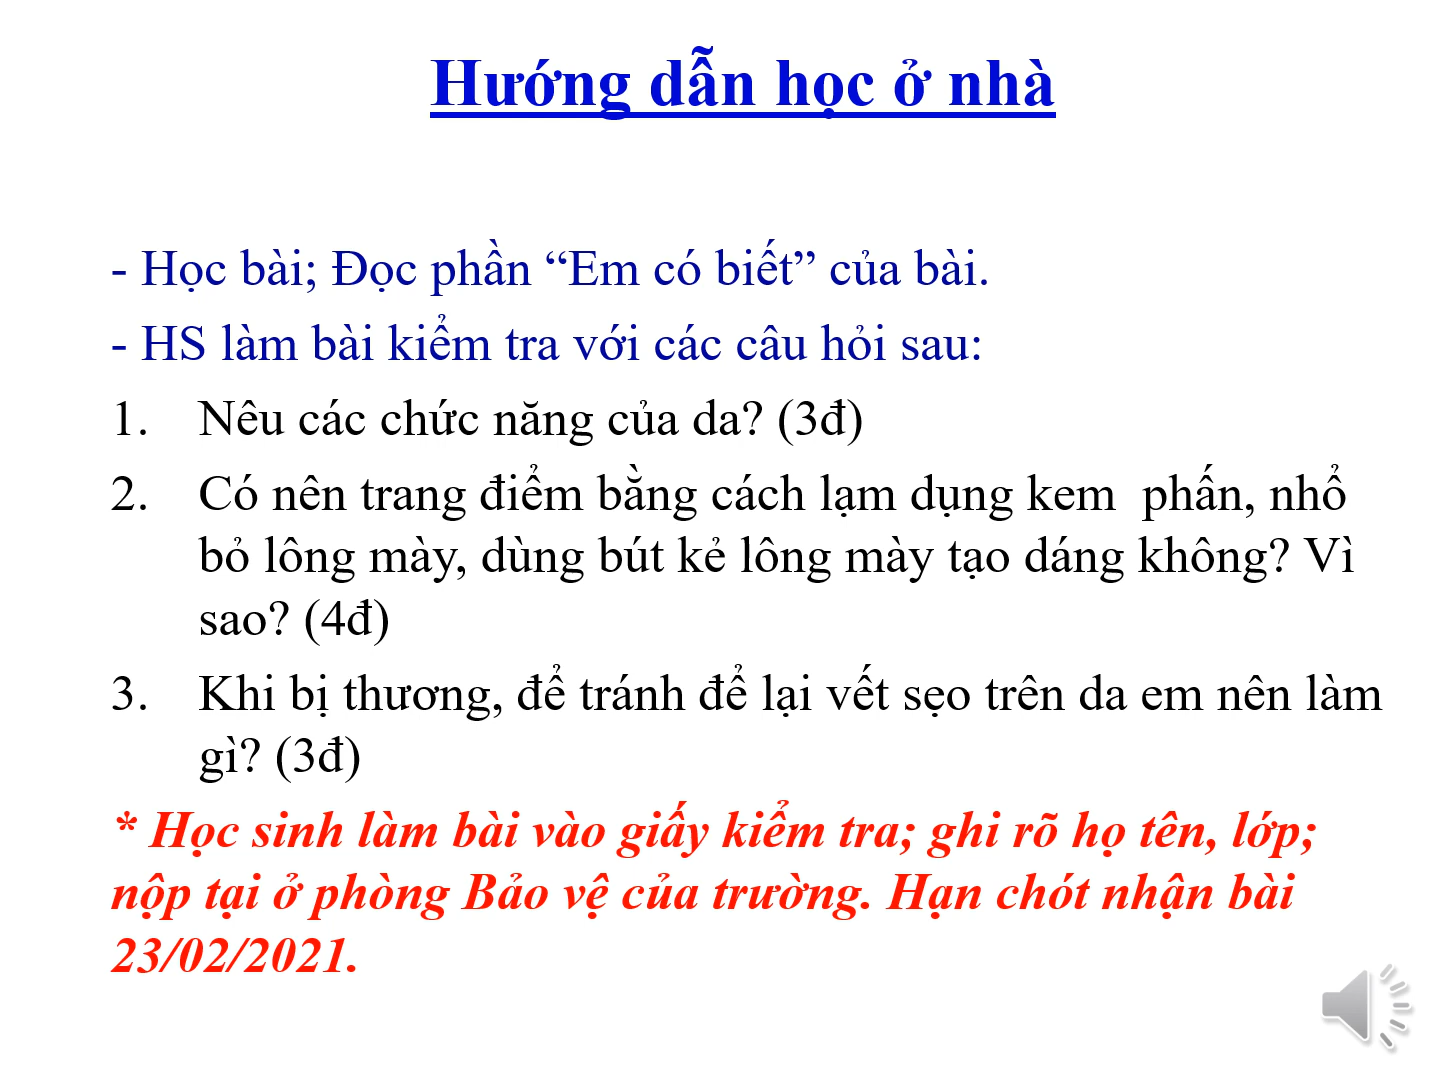 Hướng dẫn học ở nhà
- Học bài; Đọc phần “Em có biết” của bài.
- HS làm bài kiểm tra với các câu hỏi sau:
1. Nêu các chức năng của da? (3đ)
2. Có nên trang điểm bằng cách lạm dụng kem phấn, nhổ
bỏ lông mày, dùng bút kẻ lông mày tạo dáng không? Vì
sao? (4đ)
3. Khi bị thương, để tránh để lại vết sẹo trên da em nên làm
gì? (3đ)
* Học sinh làm bài vào giấy kiểm tra; ghi rõ họ tên, lớp;
nộp tại ở phòng Bảo vệ của trường. Hạn chót nhận bài
23/02/2021.